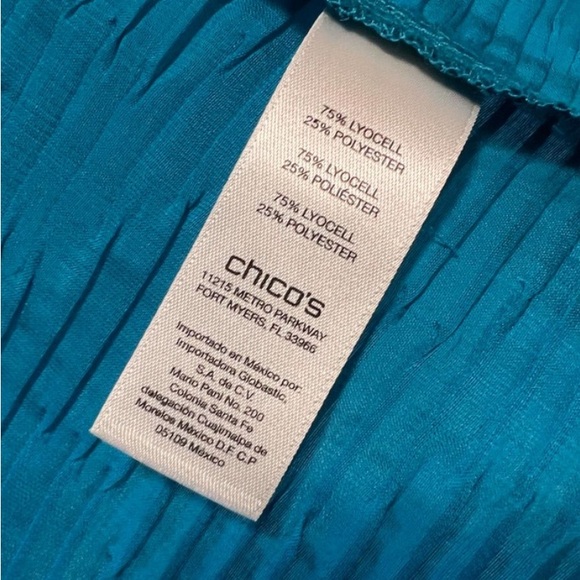 75% LYOCELL
25% POLYESTER
75% LYOCELL
25% POLIÉSTER
75% LYOCELL
25% POLYESTER
chico's
11215 METRO PARKWAY
FORT MYERS, FL 33966
Importado en México por:
Importadora Globastic.
S.A, de C.V.
Mario Pani No. 200
Colonia Santa Fe
delegación Cuajimalpa de
Morelos México D.F. C.P
05109 México